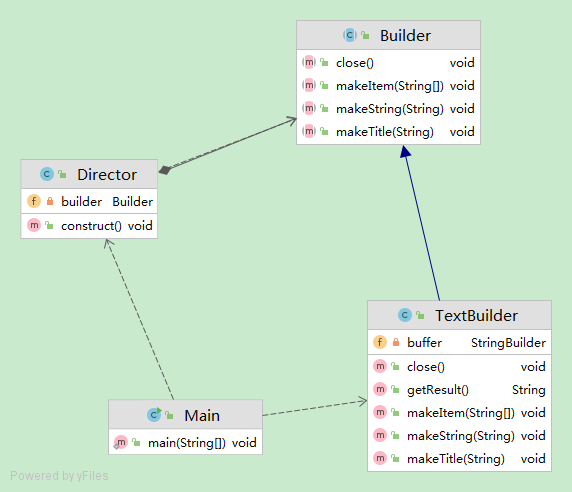 Builder
close() void
makeItem(String[]) void
makeString(String) void
makeTitle(String) void
Director
builder Builder
construct() void
TextBuilder
buffer StringBuilder
close() void
getResult() String
makeItem(String[]) void
makeString(String) void
makeTitle(String) void
Main
main(String[]) void
Powered by yFiles